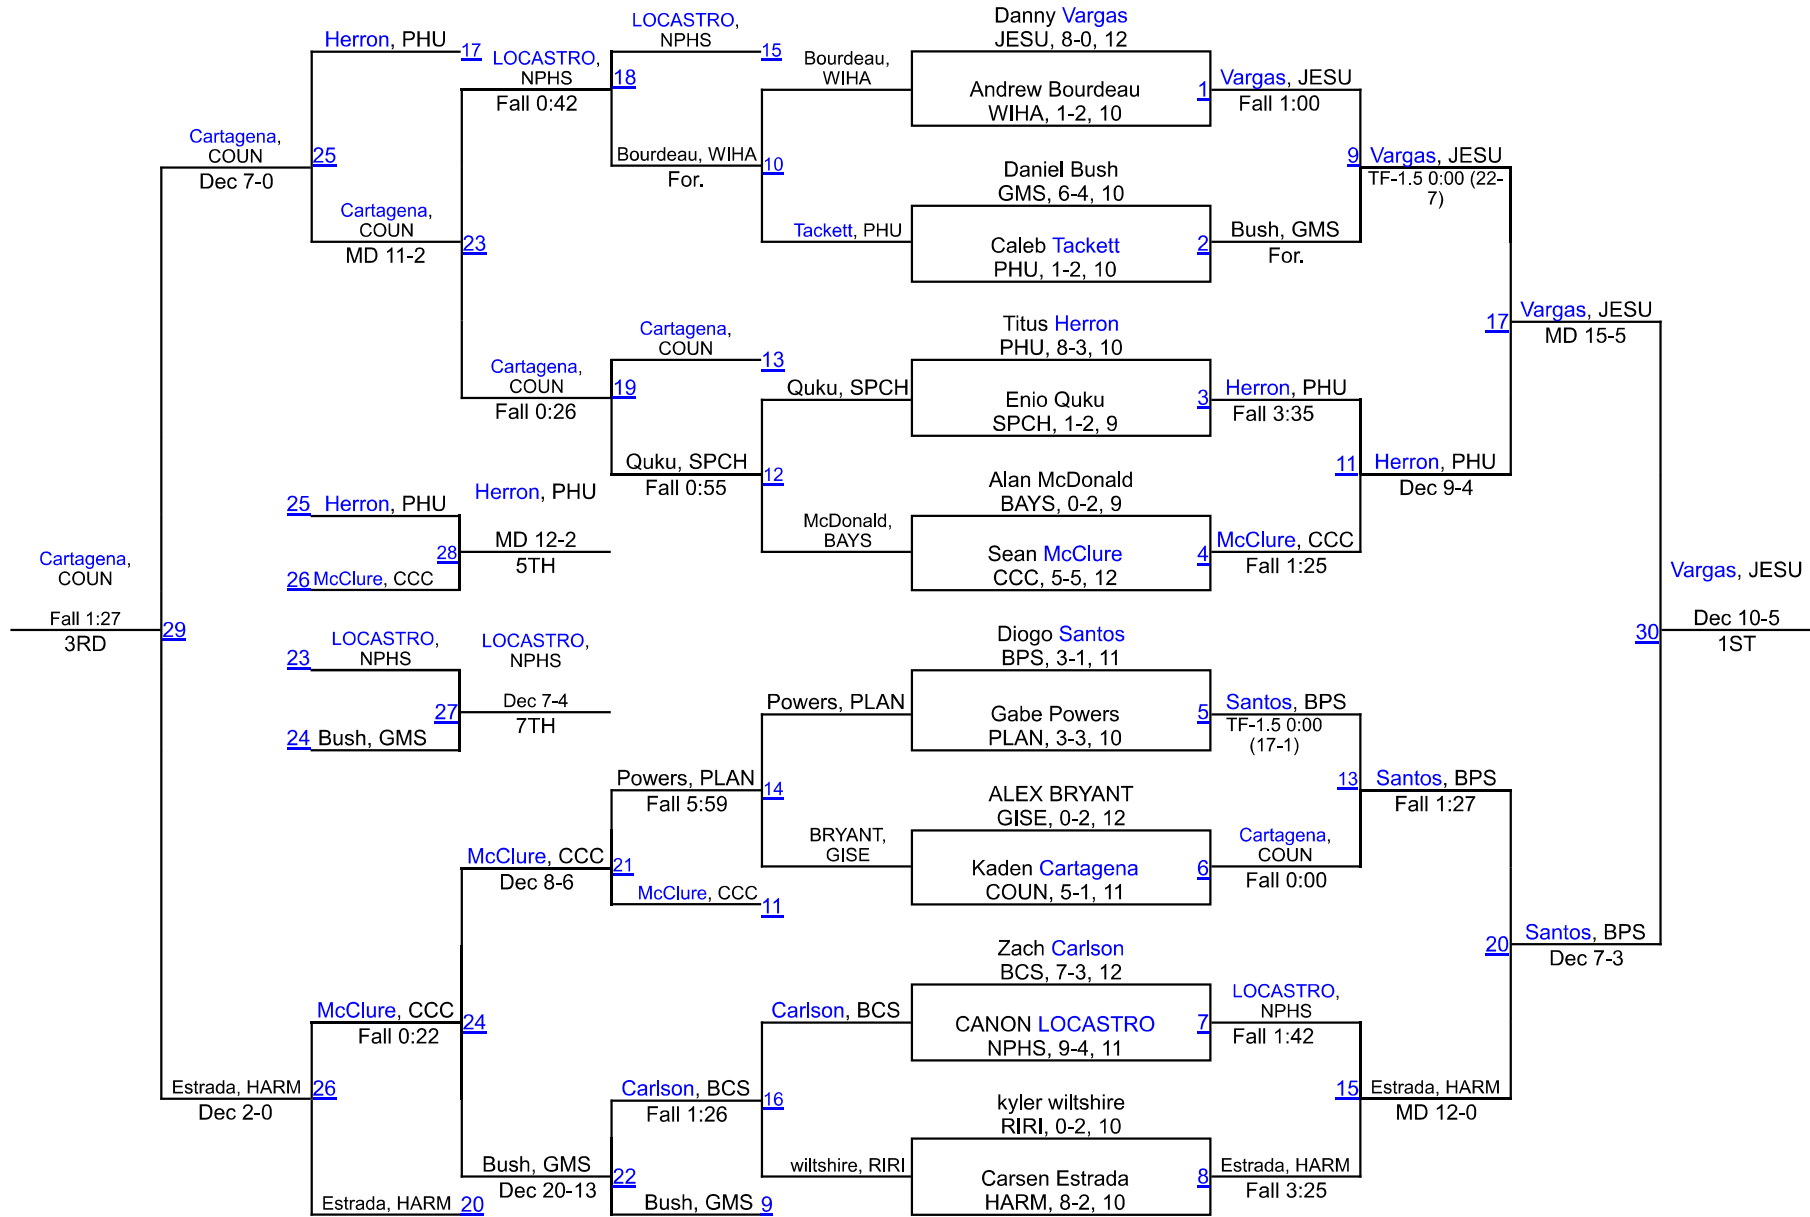 Danny Vargas
JESU, 8-0, 12
Andrew Bourdeau
WIHA, 1-2, 10
1
Daniel Bush
GMS, 6-4, 10
Caleb Tackett
PHU, 1-2, 10
2
Titus Herron
PHU, 8-3, 10
Enio Quku
SPCH, 1-2, 9
3
Alan McDonald
BAYS, 0-2, 9
Sean McClure
CCC, 5-5, 12
4
Diogo Santos
BPS, 3-1, 11
Gabe Powers
PLAN, 3-3, 10
5
ALEX BRYANT
GISE, 0-2, 12
Kaden Cartagena
COUN, 5-1, 11
6
Zach Carlson
BCS, 7-3, 12
CANON LOCASTRO
NPHS, 9-4, 11
7
kyler wiltshire
RIRI, 0-2, 10
Carsen Estrada
HARM, 8-2, 10
8
Vargas, JESU
Fall 1:00
Bush, GMS
For.
9
Herron, PHU
Fall 3:35
McClure, CCC
Fall 1:25
11
Santos, BPS
TF-1.5 0:00
(17-1)
Cartagena,
COUN
Fall 0:00
13
LOCASTRO,
NPHS
Fall 1:42
Estrada, HARM
Fall 3:25
15
Vargas, JESU
TF-1.5 0:00 (22-
7)
Herron, PHU
Dec 9-4
17
Santos, BPS
Fall 1:27
Estrada, HARM
MD 12-0
20
Vargas, JESU
MD 15-5
Santos, BPS
Dec 7-3
30
Vargas, JESU
Dec 10-5
1ST
Bourdeau,
WIHA
Tackett, PHU
10
Quku, SPCH
McDonald,
BAYS
12
Powers, PLAN
BRYANT,
GISE
14
Carlson, BCS
wiltshire, RIRI
16
LOCASTRO,
NPHS
15
Bourdeau, WIHA
For.
18
Cartagena,
COUN
13
Quku, SPCH
Fall 0:55
19
Powers, PLAN
Fall 5:59
McClure, CCC
11
21
Carlson, BCS
Fall 1:26
Bush, GMS
9
22
LOCASTRO,
NPHS
Fall 0:42
Cartagena,
COUN
Fall 0:26
23
McClure, CCC
Dec 8-6
Bush, GMS
Dec 20-13
24
Herron, PHU
17
Cartagena,
COUN
MD 11-2
25
McClure, CCC
Fall 0:22
Estrada, HARM
20
26
Cartagena,
COUN
Dec 7-0
Estrada, HARM
Dec 2-0
29
Cartagena,
COUN
Fall 1:27
3RD
25
Herron, PHU
26
McClure, CCC
28
Herron, PHU
MD 12-2
5TH
23
LOCASTRO,
NPHS
24
Bush, GMS
27
LOCASTRO,
NPHS
Dec 7-4
7TH